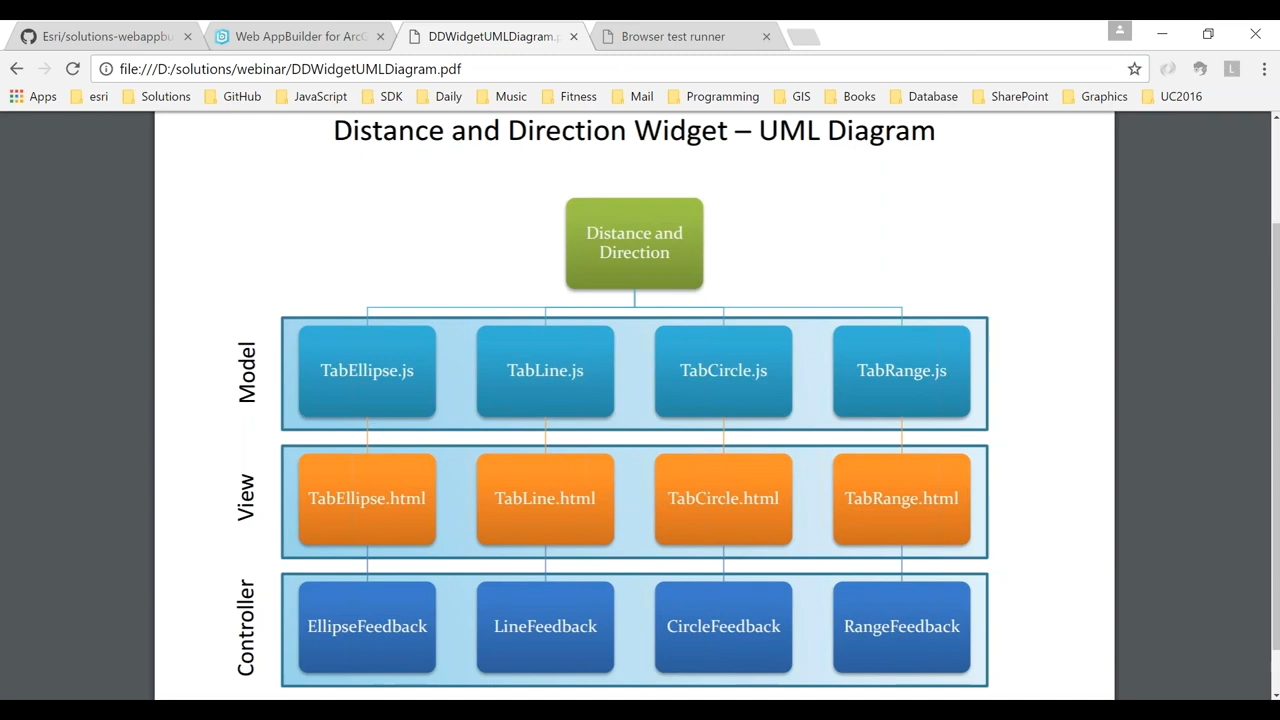 Esri/solutions-webappbu
Web AppBuilder for ArcG
DDWidgetUMLDiagram.p
Browser test runner
file:///D:/solutions/webinar/DDWidgetUMLDiagram.pdf
Apps esri Solutions GitHub JavaScript SDK Daily Music Fitness Mail Programming GIS Books Database SharePoint Graphics UC2016
Distance and Direction Widget – UML Diagram
Distance and
Direction
Model
TabEllipse.js TabLine.js TabCircle.js TabRange.js
View
TabEllipse.html TabLine.html TabCircle.html TabRange.html
Controller
EllipseFeedback LineFeedback CircleFeedback RangeFeedback